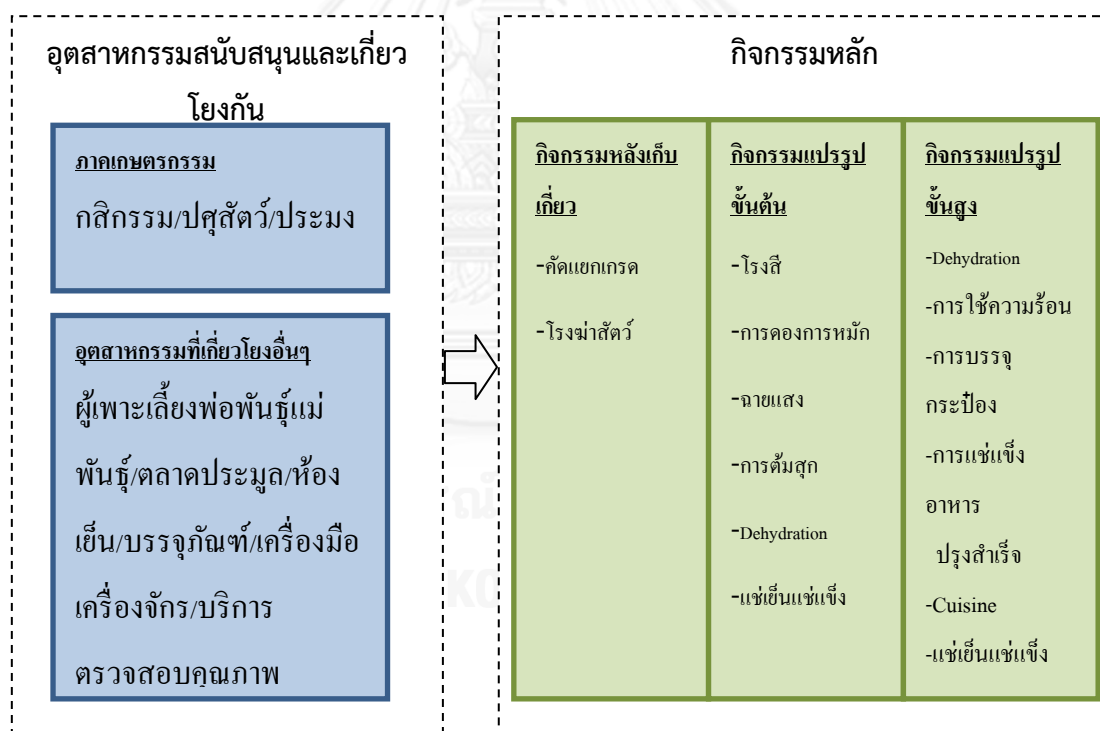 อุตสาหกรรมสนับสนุนและเกี่ยว
โยงกัน
ภาคเกษตรกรรม
กสิกรรม/ปศุสัตว์/ประมง
อุตสาหกรรมที่เกี่ยวโยงอื่นๆ
ผู้เพาะเลี้ยงพ่อพันธุ์แม่
พันธุ์/ตลาดประมูล/ห้อง
เย็น/บรรจุภัณฑ์/เครื่องมือ
เครื่องจักร/บริการ
ตรวจสอบคุณภาพ
กิจกรรมหลัก
กิจกรรมหลังเก็บ
เกี่ยว
-คัดแยกเกรด
-โรงฆ่าสัตว์
กิจกรรมแปรรูป
ขั้นต้น
-โรงสี
-การดองการหมัก
-ฉายแสง
-การต้มสุก
-Dehydration
-แช่เย็นแช่แข็ง
กิจกรรมแปรรูป
ขั้นสูง
-Dehydration
-การใช้ความร้อน
-การบรรจุ
กระป๋อง
-การแช่แข็ง
อาหาร
ปรุงสำเร็จ
-Cuisine
-แช่เย็นแช่แข็ง